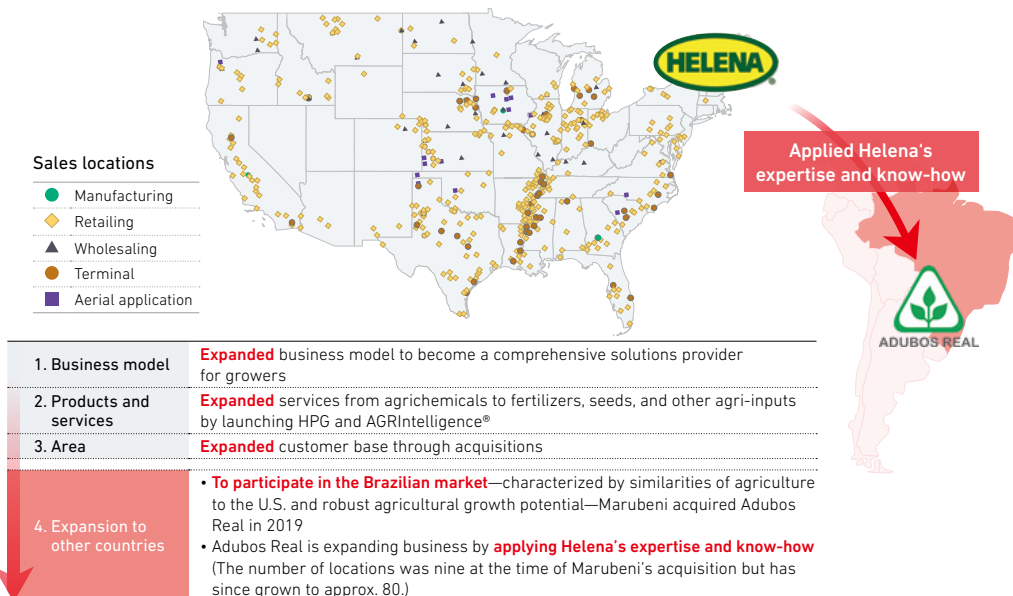 HELENA
Applied Helena's
expertise and know-how
Sales locations
Manufacturing
Retailing
Wholesaling
Terminal
Aerial application
ADUBOS REAL
1. Business model
Expanded business model to become a comprehensive solutions provider
for growers
2. Products and
services
Expanded services from agrichemicals to fertilizers, seeds, and other agri-inputs
by launching HPG and AGRIntelligence®
3. Area
Expanded customer base through acquisitions
4. Expansion to
other countries
• To participate in the Brazilian market—characterized by similarities of agriculture
to the U.S. and robust agricultural growth potential—Marubeni acquired Adubos
Real in 2019
• Adubos Real is expanding business by applying Helena's expertise and know-how
(The number of locations was nine at the time of Marubeni's acquisition but has
since grown to approx. 80.)